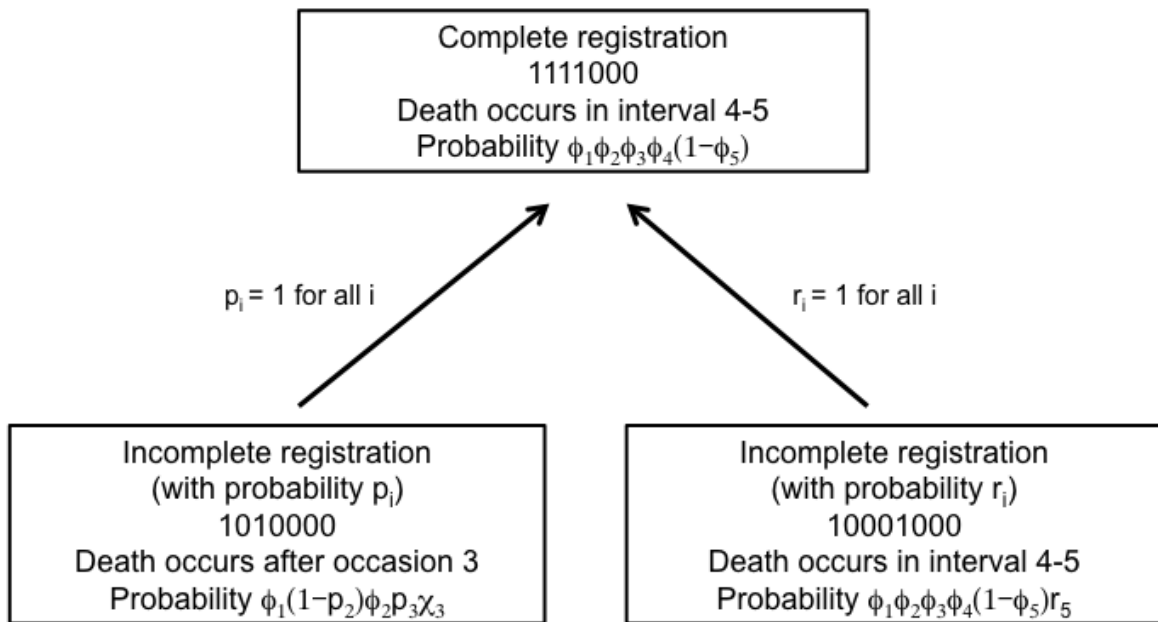 Complete registration
1111000
Death occurs in interval 4-5
Probability ϕ₁ϕ₂ϕ₃ϕ₄(1−ϕ₅)
pᵢ = 1 for all i
rᵢ = 1 for all i
Incomplete registration
(with probability pᵢ)
1010000
Death occurs after occasion 3
Probability ϕ₁(1−p₂)ϕ₂p₃χ₃
Incomplete registration
(with probability rᵢ)
10001000
Death occurs in interval 4-5
Probability ϕ₁ϕ₂ϕ₃ϕ₄(1−ϕ₅)r₅